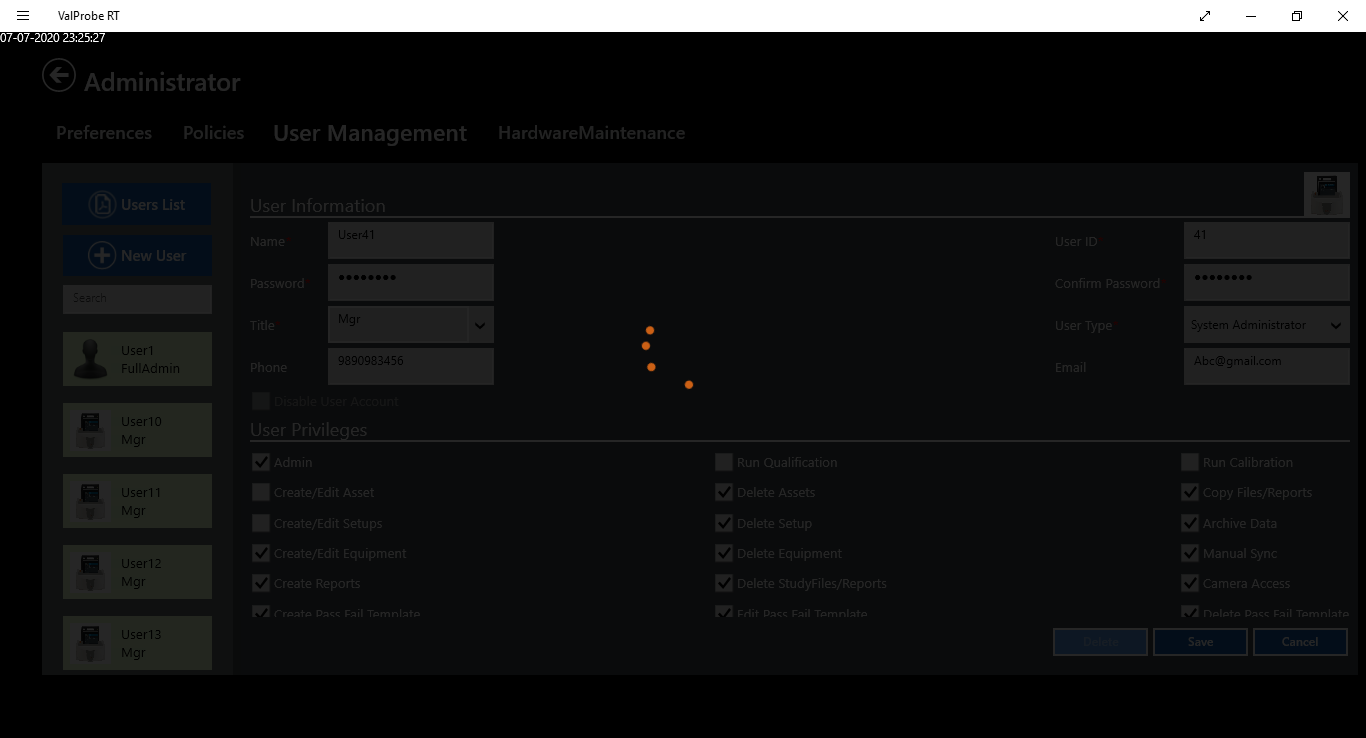 ValProbe RT
07-07-2020 23:25:27
Administrator
Preferences Policies User Management HardwareMaintenance
Users List
New User
Search
User1
FullAdmin
User10
Mgr
User11
Mgr
User12
Mgr
User13
Mgr
User Information
Name * User41 User ID * 41
Password * ●●●●●●●● Confirm Password * ●●●●●●●●
Title * Mgr User Type * System Administrator
Phone 9890983456 Email Abc@gmail.com
Disable User Account
User Privileges
Admin Run Qualification Run Calibration
Create/Edit Asset Delete Assets Copy Files/Reports
Create/Edit Setups Delete Setup Archive Data
Create/Edit Equipment Delete Equipment Manual Sync
Create Reports Delete StudyFiles/Reports Camera Access
Create Pass Fail Template Edit Pass Fail Template Delete Pass Fail Template
Delete Save Cancel